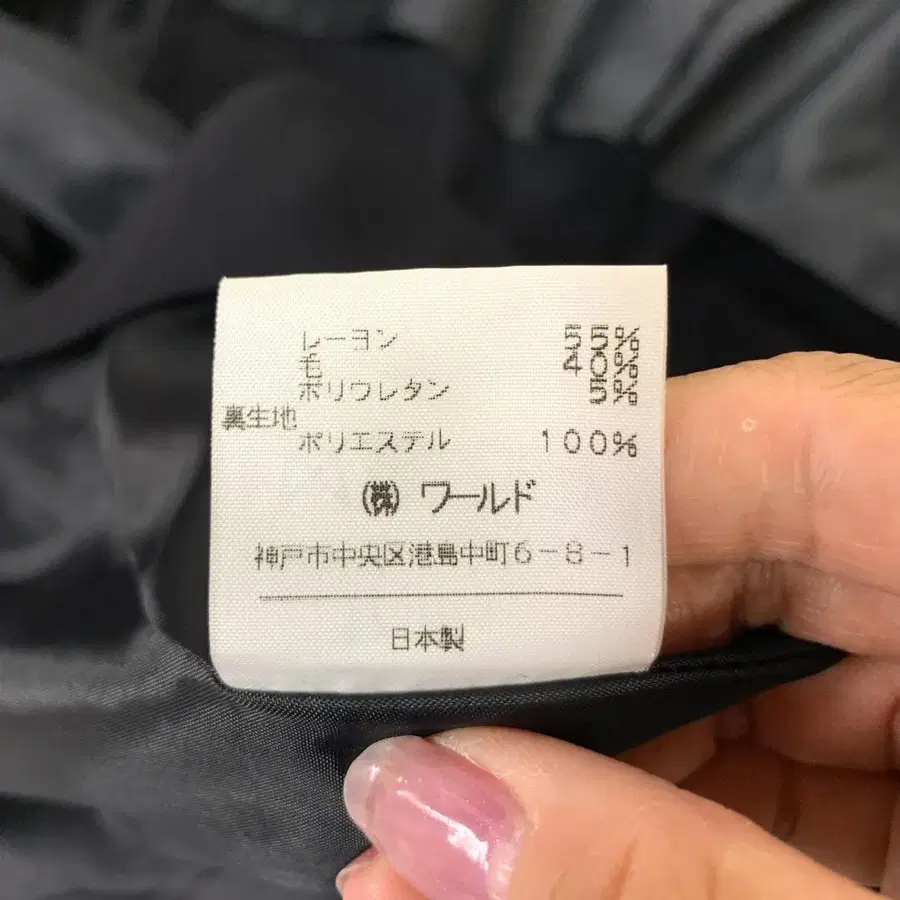 レーヨン 55%
毛 40%
ポリウレタン 5%
裏生地
ポリエステル 100%
㈱ ワールド
神戸市中央区港島中町6-8-1
日本製